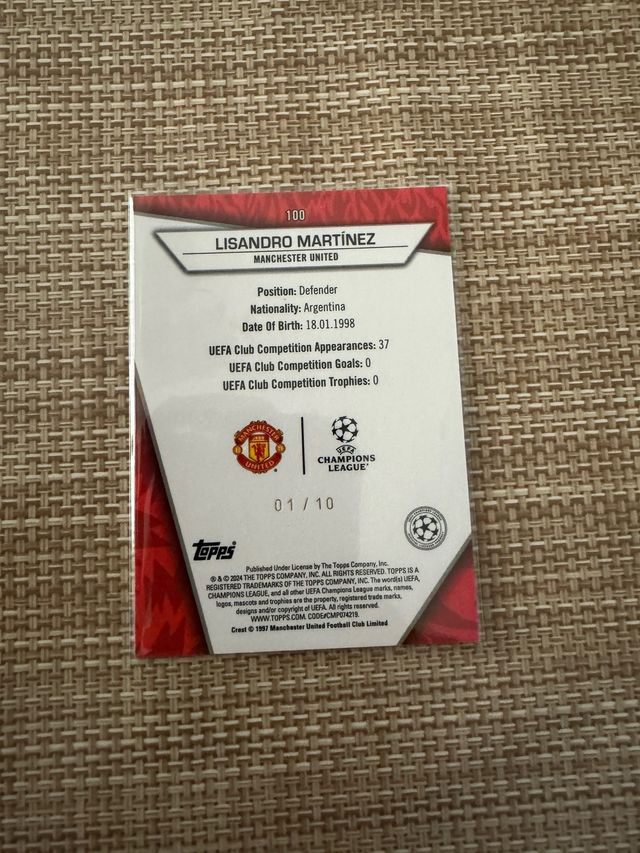 100
LISANDRO MARTÍNEZ
MANCHESTER UNITED
Position: Defender
Nationality: Argentina
Date Of Birth: 18.01.1998
UEFA Club Competition Appearances: 37
UEFA Club Competition Goals: 0
UEFA Club Competition Trophies: 0
MANCHESTER
UNITED
UEFA
CHAMPIONS
LEAGUE®
01 / 10
Topps®
Published Under License by The Topps Company, Inc.
® & © 2024 THE TOPPS COMPANY, INC. ALL RIGHTS RESERVED. TOPPS IS A
REGISTERED TRADEMARKS OF THE TOPPS COMPANY, INC. The word(s) UEFA,
CHAMPIONS LEAGUE, and all other UEFA Champions League marks, names,
logos, mascots and trophies are the property, registered trade marks,
designs and/or copyright of UEFA. All rights reserved.
WWW.TOPPS.COM. CODE#CMP074219.
Crest © 1997 Manchester United Football Club Limited